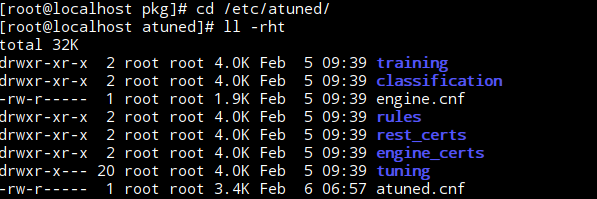 [root@localhost pkg]# cd /etc/atuned/
[root@localhost atuned]# ll -rht
total 32K
drwxr-xr-x  2 root root 4.0K Feb  5 09:39 training
drwxr-xr-x  2 root root 4.0K Feb  5 09:39 classification
-rw-r-----  1 root root 1.9K Feb  5 09:39 engine.cnf
drwxr-xr-x  2 root root 4.0K Feb  5 09:39 rules
drwxr-xr-x  2 root root 4.0K Feb  5 09:39 rest_certs
drwxr-xr-x  2 root root 4.0K Feb  5 09:39 engine_certs
drwxr-x--- 20 root root 4.0K Feb  5 09:39 tuning
-rw-r-----  1 root root 3.4K Feb  6 06:57 atuned.cnf